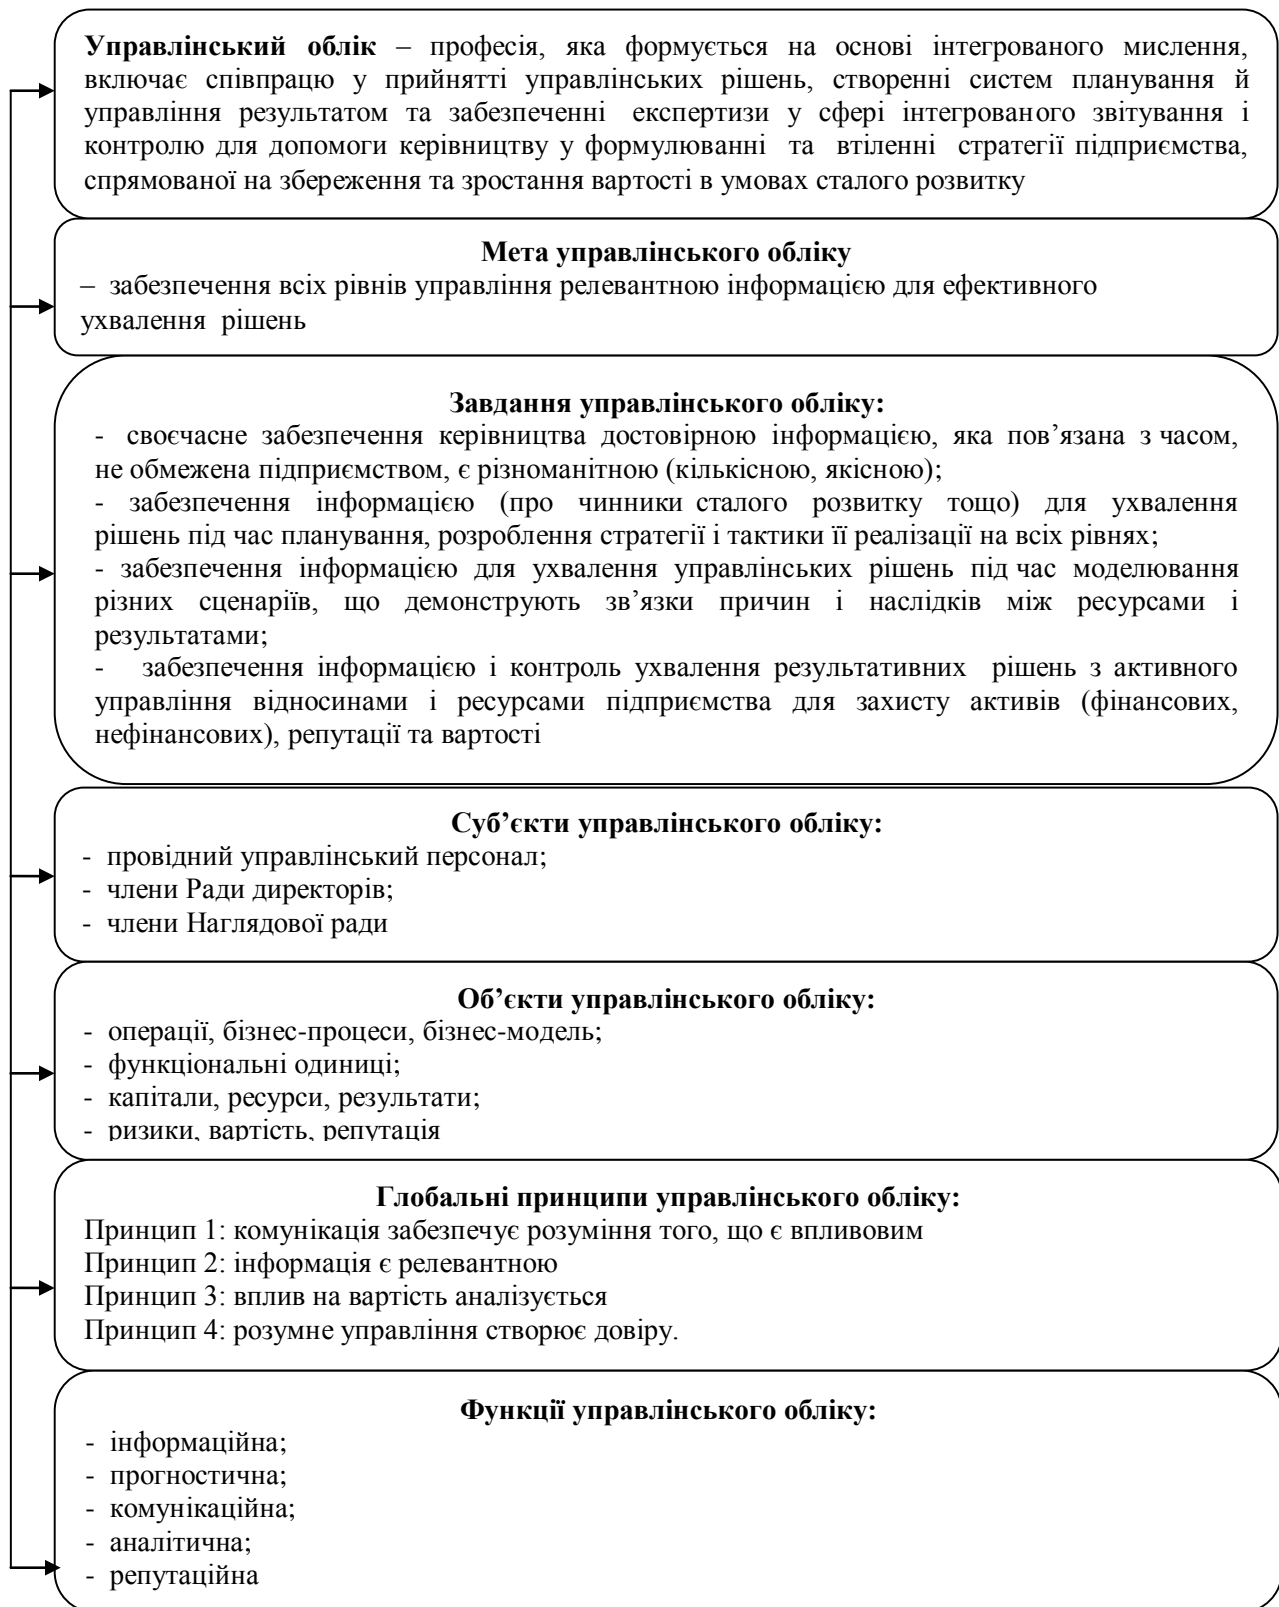 Управлінський облік – професія, яка формується на основі інтегрованого мислення,
включає співпрацю у прийнятті управлінських рішень, створенні систем планування й
управління результатом та забезпеченні експертизи у сфері інтегрованого звітування і
контролю для допомоги керівництву у формулюванні та втіленні стратегії підприємства,
спрямованої на збереження та зростання вартості в умовах сталого розвитку
Мета управлінського обліку
– забезпечення всіх рівнів управління релевантною інформацією для ефективного
ухвалення рішень
Завдання управлінського обліку:
- своєчасне забезпечення керівництва достовірною інформацією, яка пов’язана з часом,
не обмежена підприємством, є різноманітною (кількісною, якісною);
- забезпечення інформацією (про чинники сталого розвитку тощо) для ухвалення
рішень під час планування, розроблення стратегії і тактики її реалізації на всіх рівнях;
- забезпечення інформацією для ухвалення управлінських рішень під час моделювання
різних сценаріїв, що демонструють зв’язки причин і наслідків між ресурсами і
результатами;
- забезпечення інформацією і контроль ухвалення результативних рішень з активного
управління відносинами і ресурсами підприємства для захисту активів (фінансових,
нефінансових), репутації та вартості
Суб’єкти управлінського обліку:
- провідний управлінський персонал;
- члени Ради директорів;
- члени Наглядової ради
Об’єкти управлінського обліку:
- операції, бізнес-процеси, бізнес-модель;
- функціональні одиниці;
- капітали, ресурси, результати;
- ризики, вартість, репутація
Глобальні принципи управлінського обліку:
Принцип 1: комунікація забезпечує розуміння того, що є впливовим
Принцип 2: інформація є релевантною
Принцип 3: вплив на вартість аналізується
Принцип 4: розумне управління створює довіру.
Функції управлінського обліку:
- інформаційна;
- прогностична;
- комунікаційна;
- аналітична;
- репутаційна